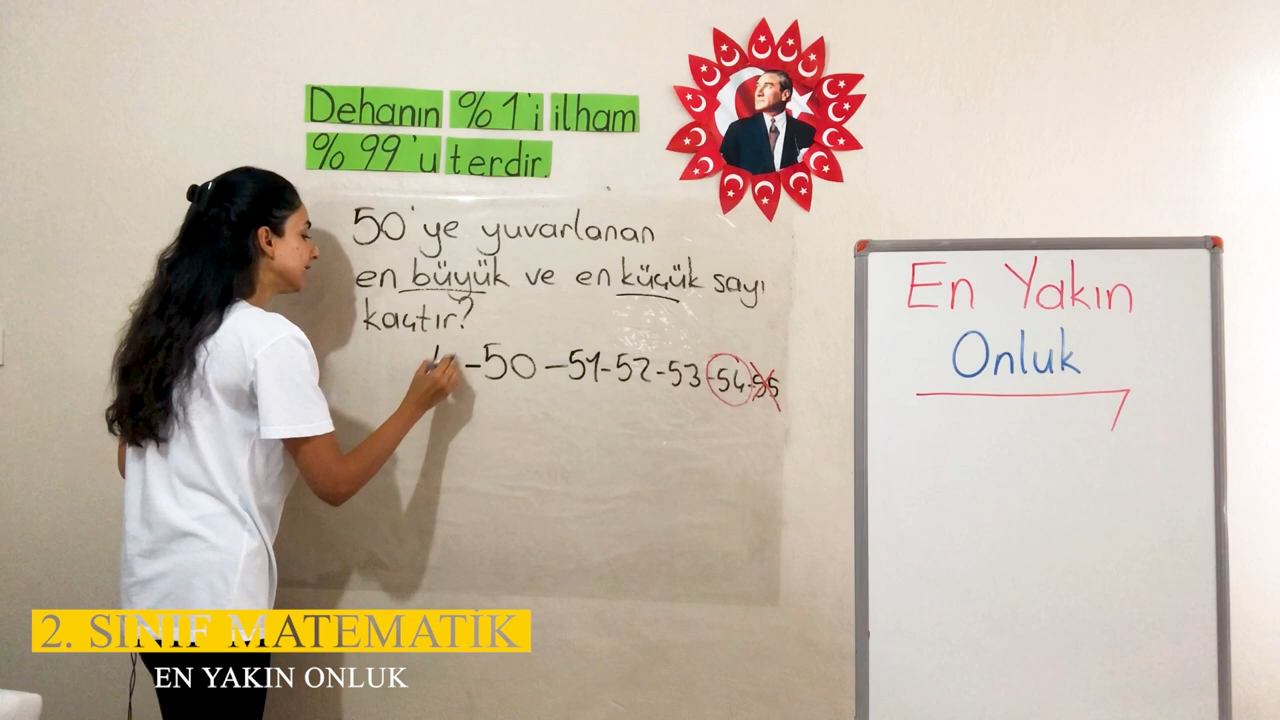 Dehanın %1'i ilham
%99'u terdir.
50'ye yuvarlanan
en büyük ve en küçük sayı
kaçtır?
-50-51-52-53-54-55
En Yakın
Onluk
2. SINIF MATEMATİK
EN YAKIN ONLUK